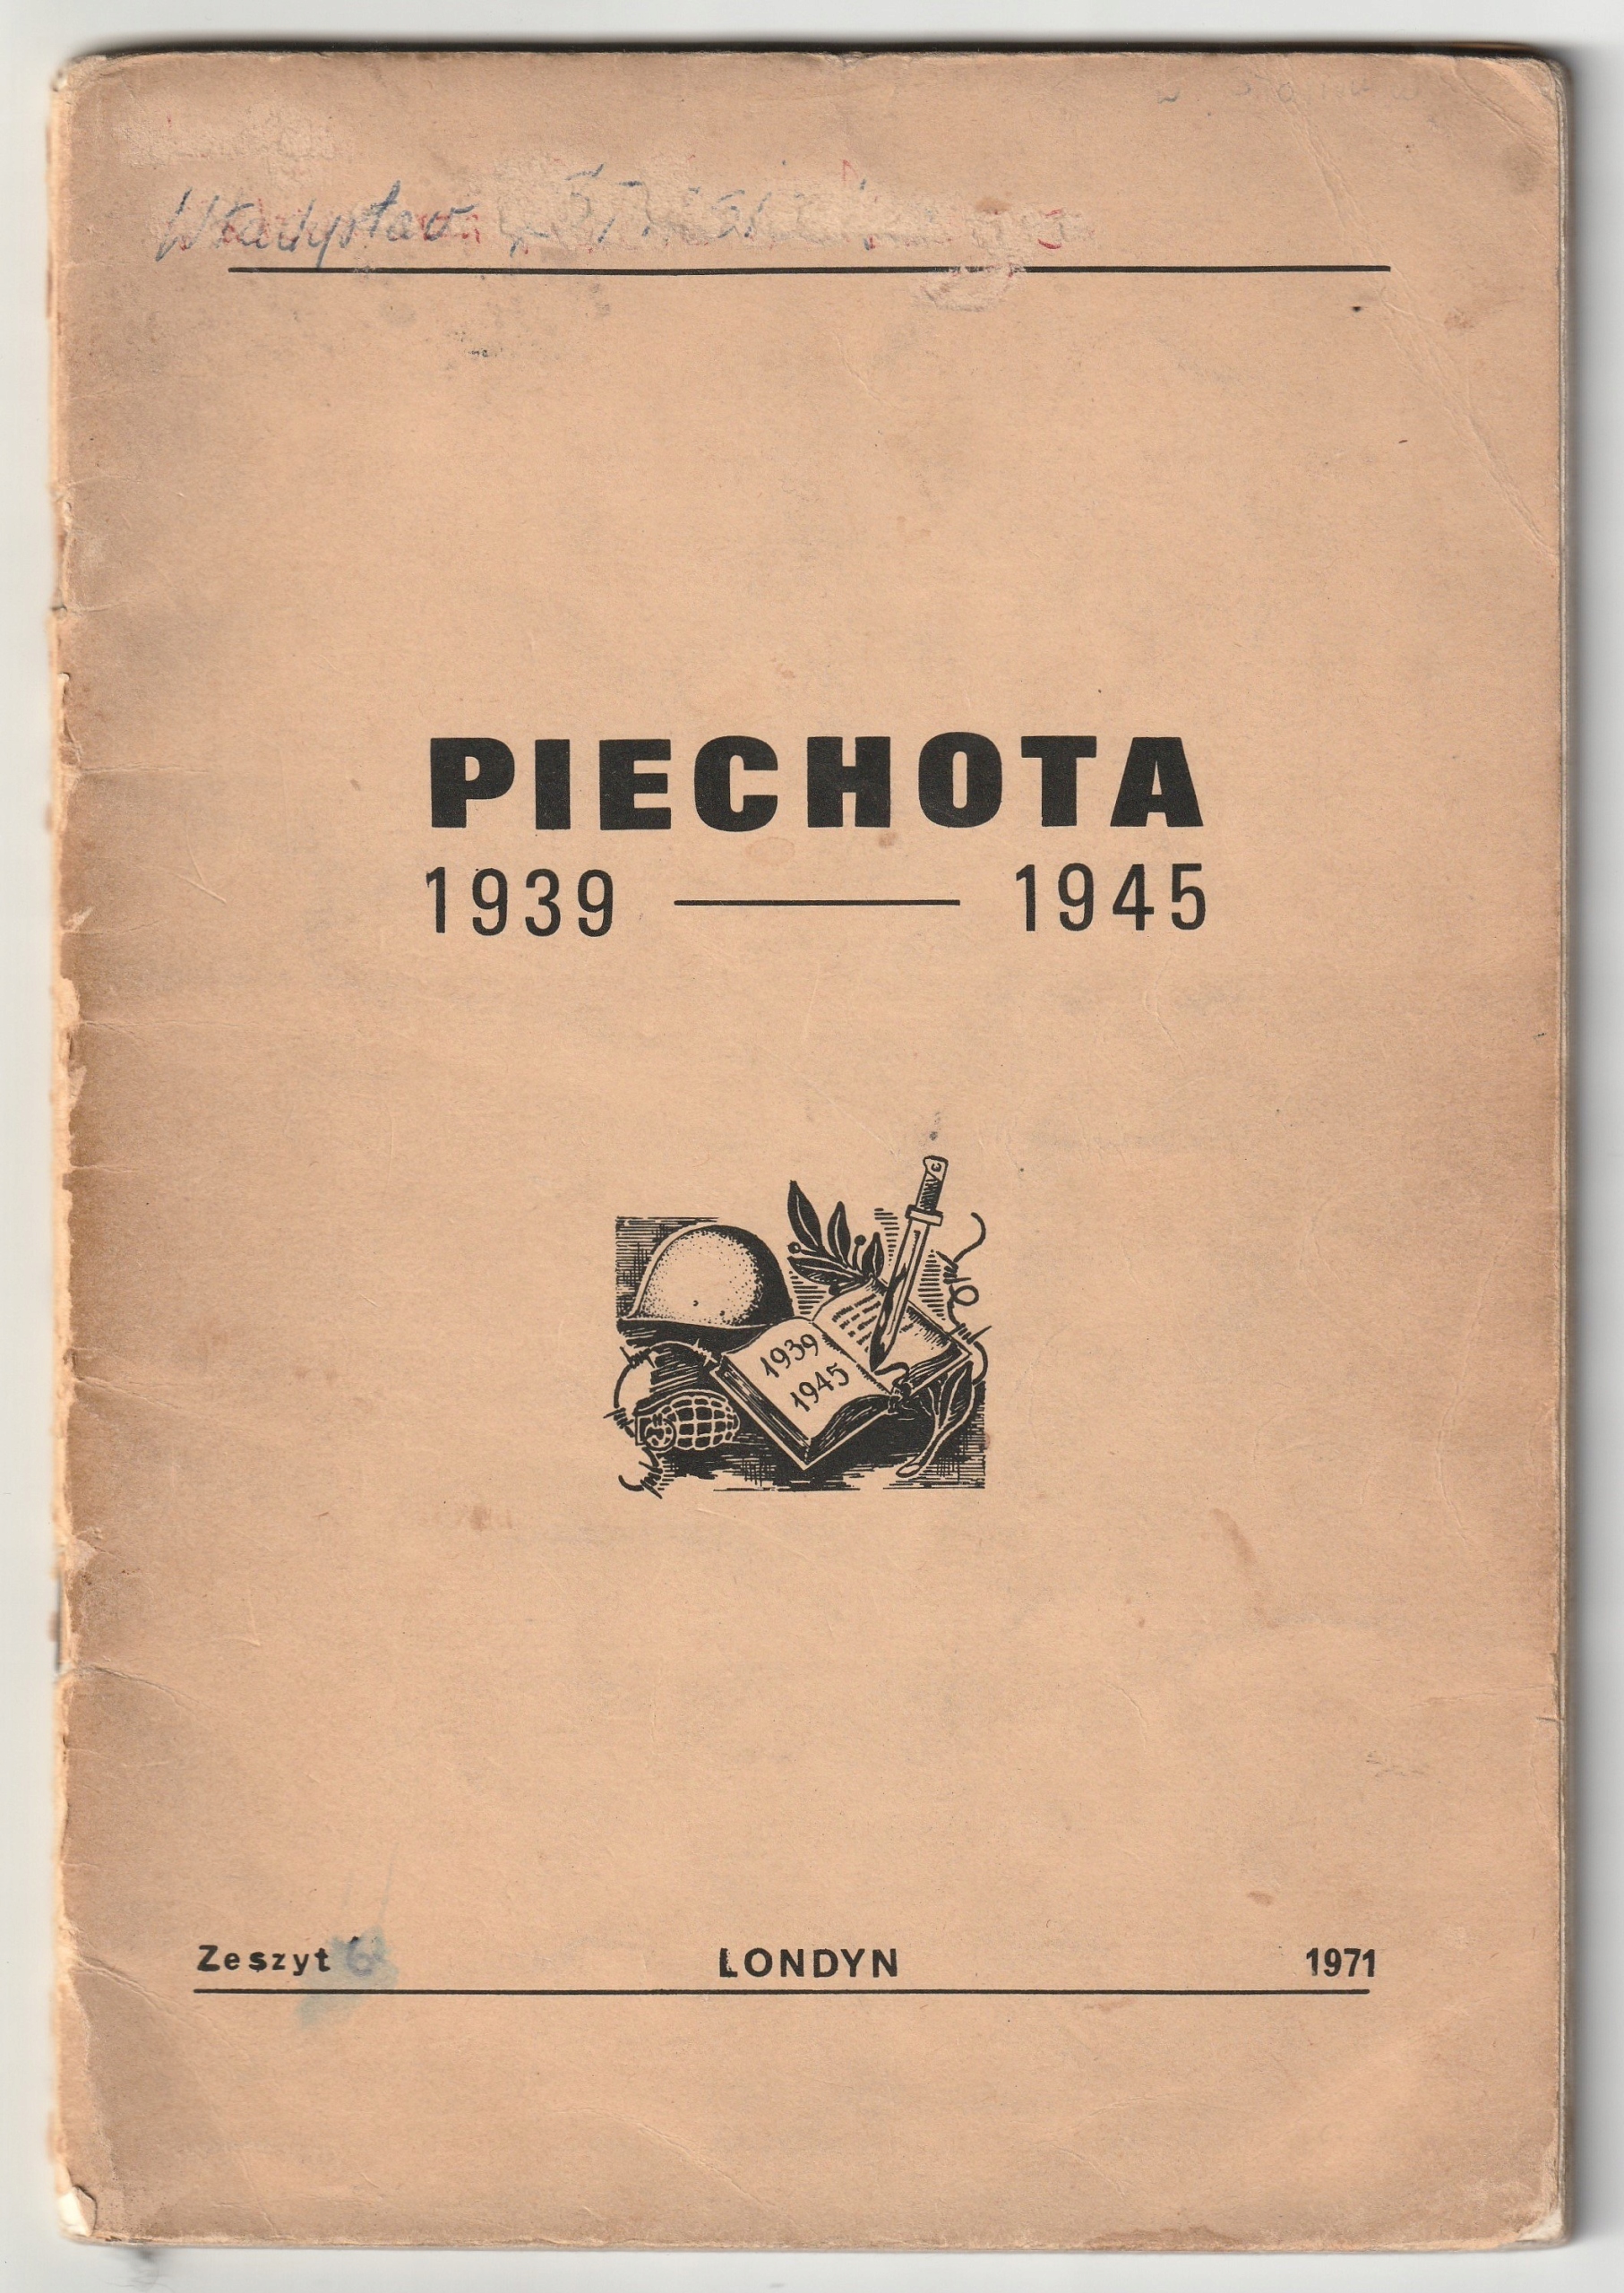 Władysław
PIECHOTA
1939 — 1945
1939
1945
Zeszyt 6 LONDYN 1971